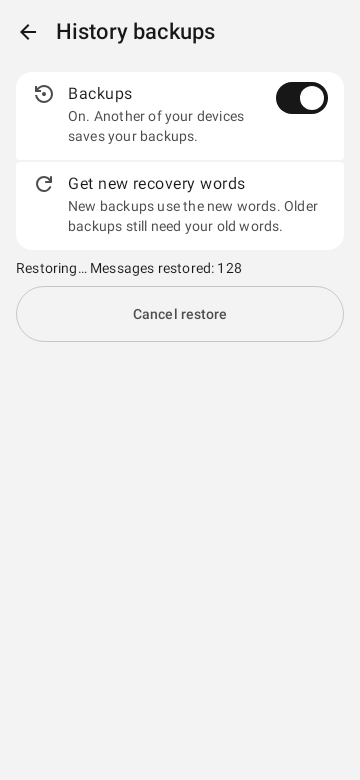 History backups
Backups
On. Another of your devices
saves your backups.
Get new recovery words
New backups use the new words. Older
backups still need your old words.
Restoring… Messages restored: 128
Cancel restore